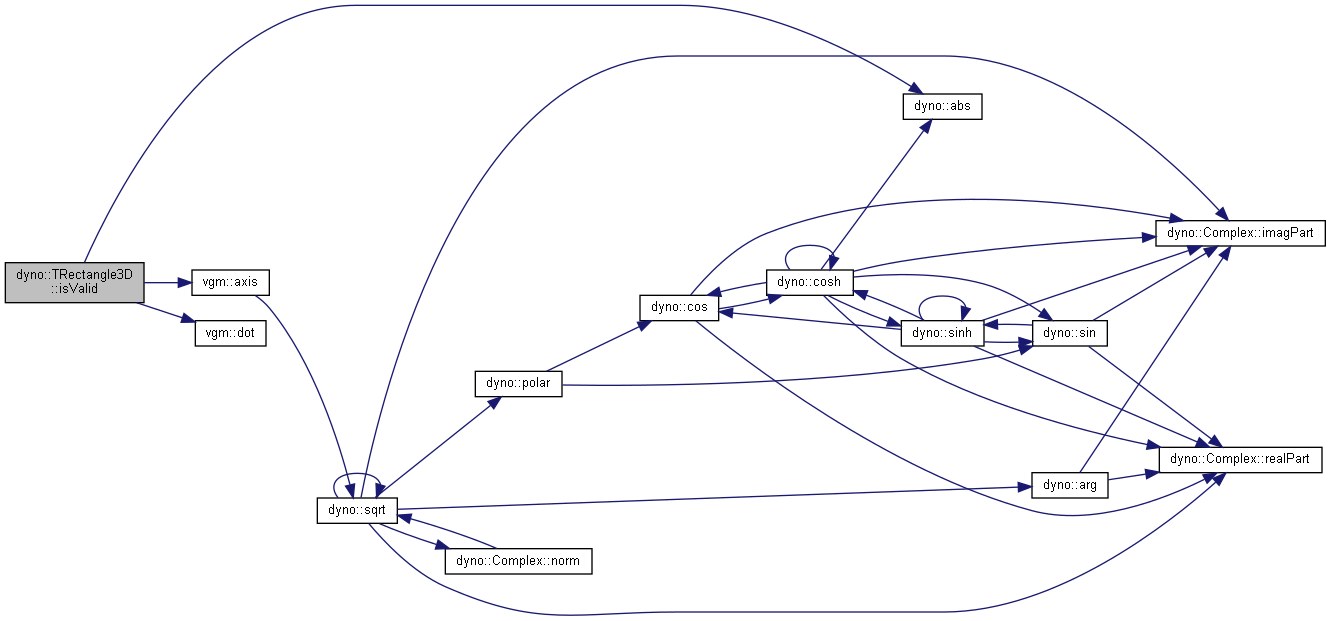 dyno::TRectangle3D
::isValid
vgm::axis
vgm::dot
dyno::sqrt
dyno::polar
dyno::Complex::norm
dyno::cos
dyno::cosh
dyno::abs
dyno::sinh
dyno::sin
dyno::arg
dyno::Complex::imagPart
dyno::Complex::realPart